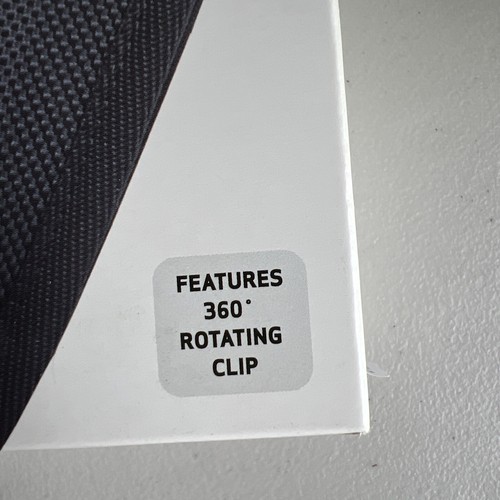 FEATURES
360°
ROTATING
CLIP